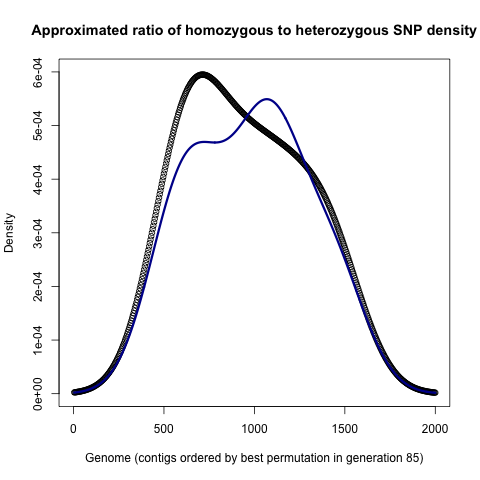 Approximated ratio of homozygous to heterozygous SNP density
Density
6e-04
5e-04
4e-04
3e-04
2e-04
1e-04
0e+00
0 500 1000 1500 2000
Genome (contigs ordered by best permutation in generation 85)